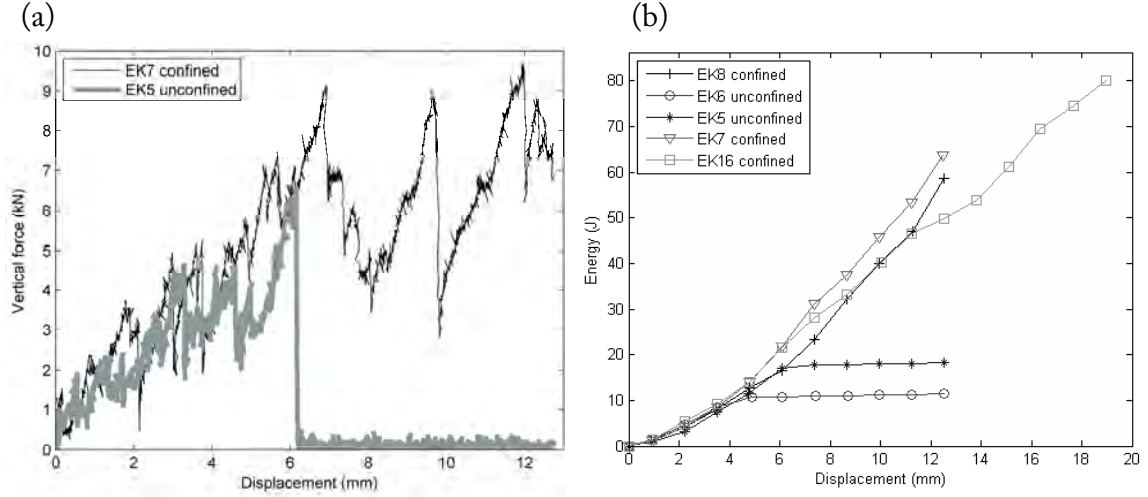 (a)
10
9
8
7
6
5
4
3
2
1
0
0 2 4 6 8 10 12
Vertical force (kN)
Displacement (mm)
EK7 confined
EK5 unconfined
(b)
80
70
60
50
40
30
20
10
0
0 2 4 6 8 10 12 14 16 18 20
Energy (J)
Displacement (mm)
EK8 confined
EK6 unconfined
EK5 unconfined
EK7 confined
EK16 confined